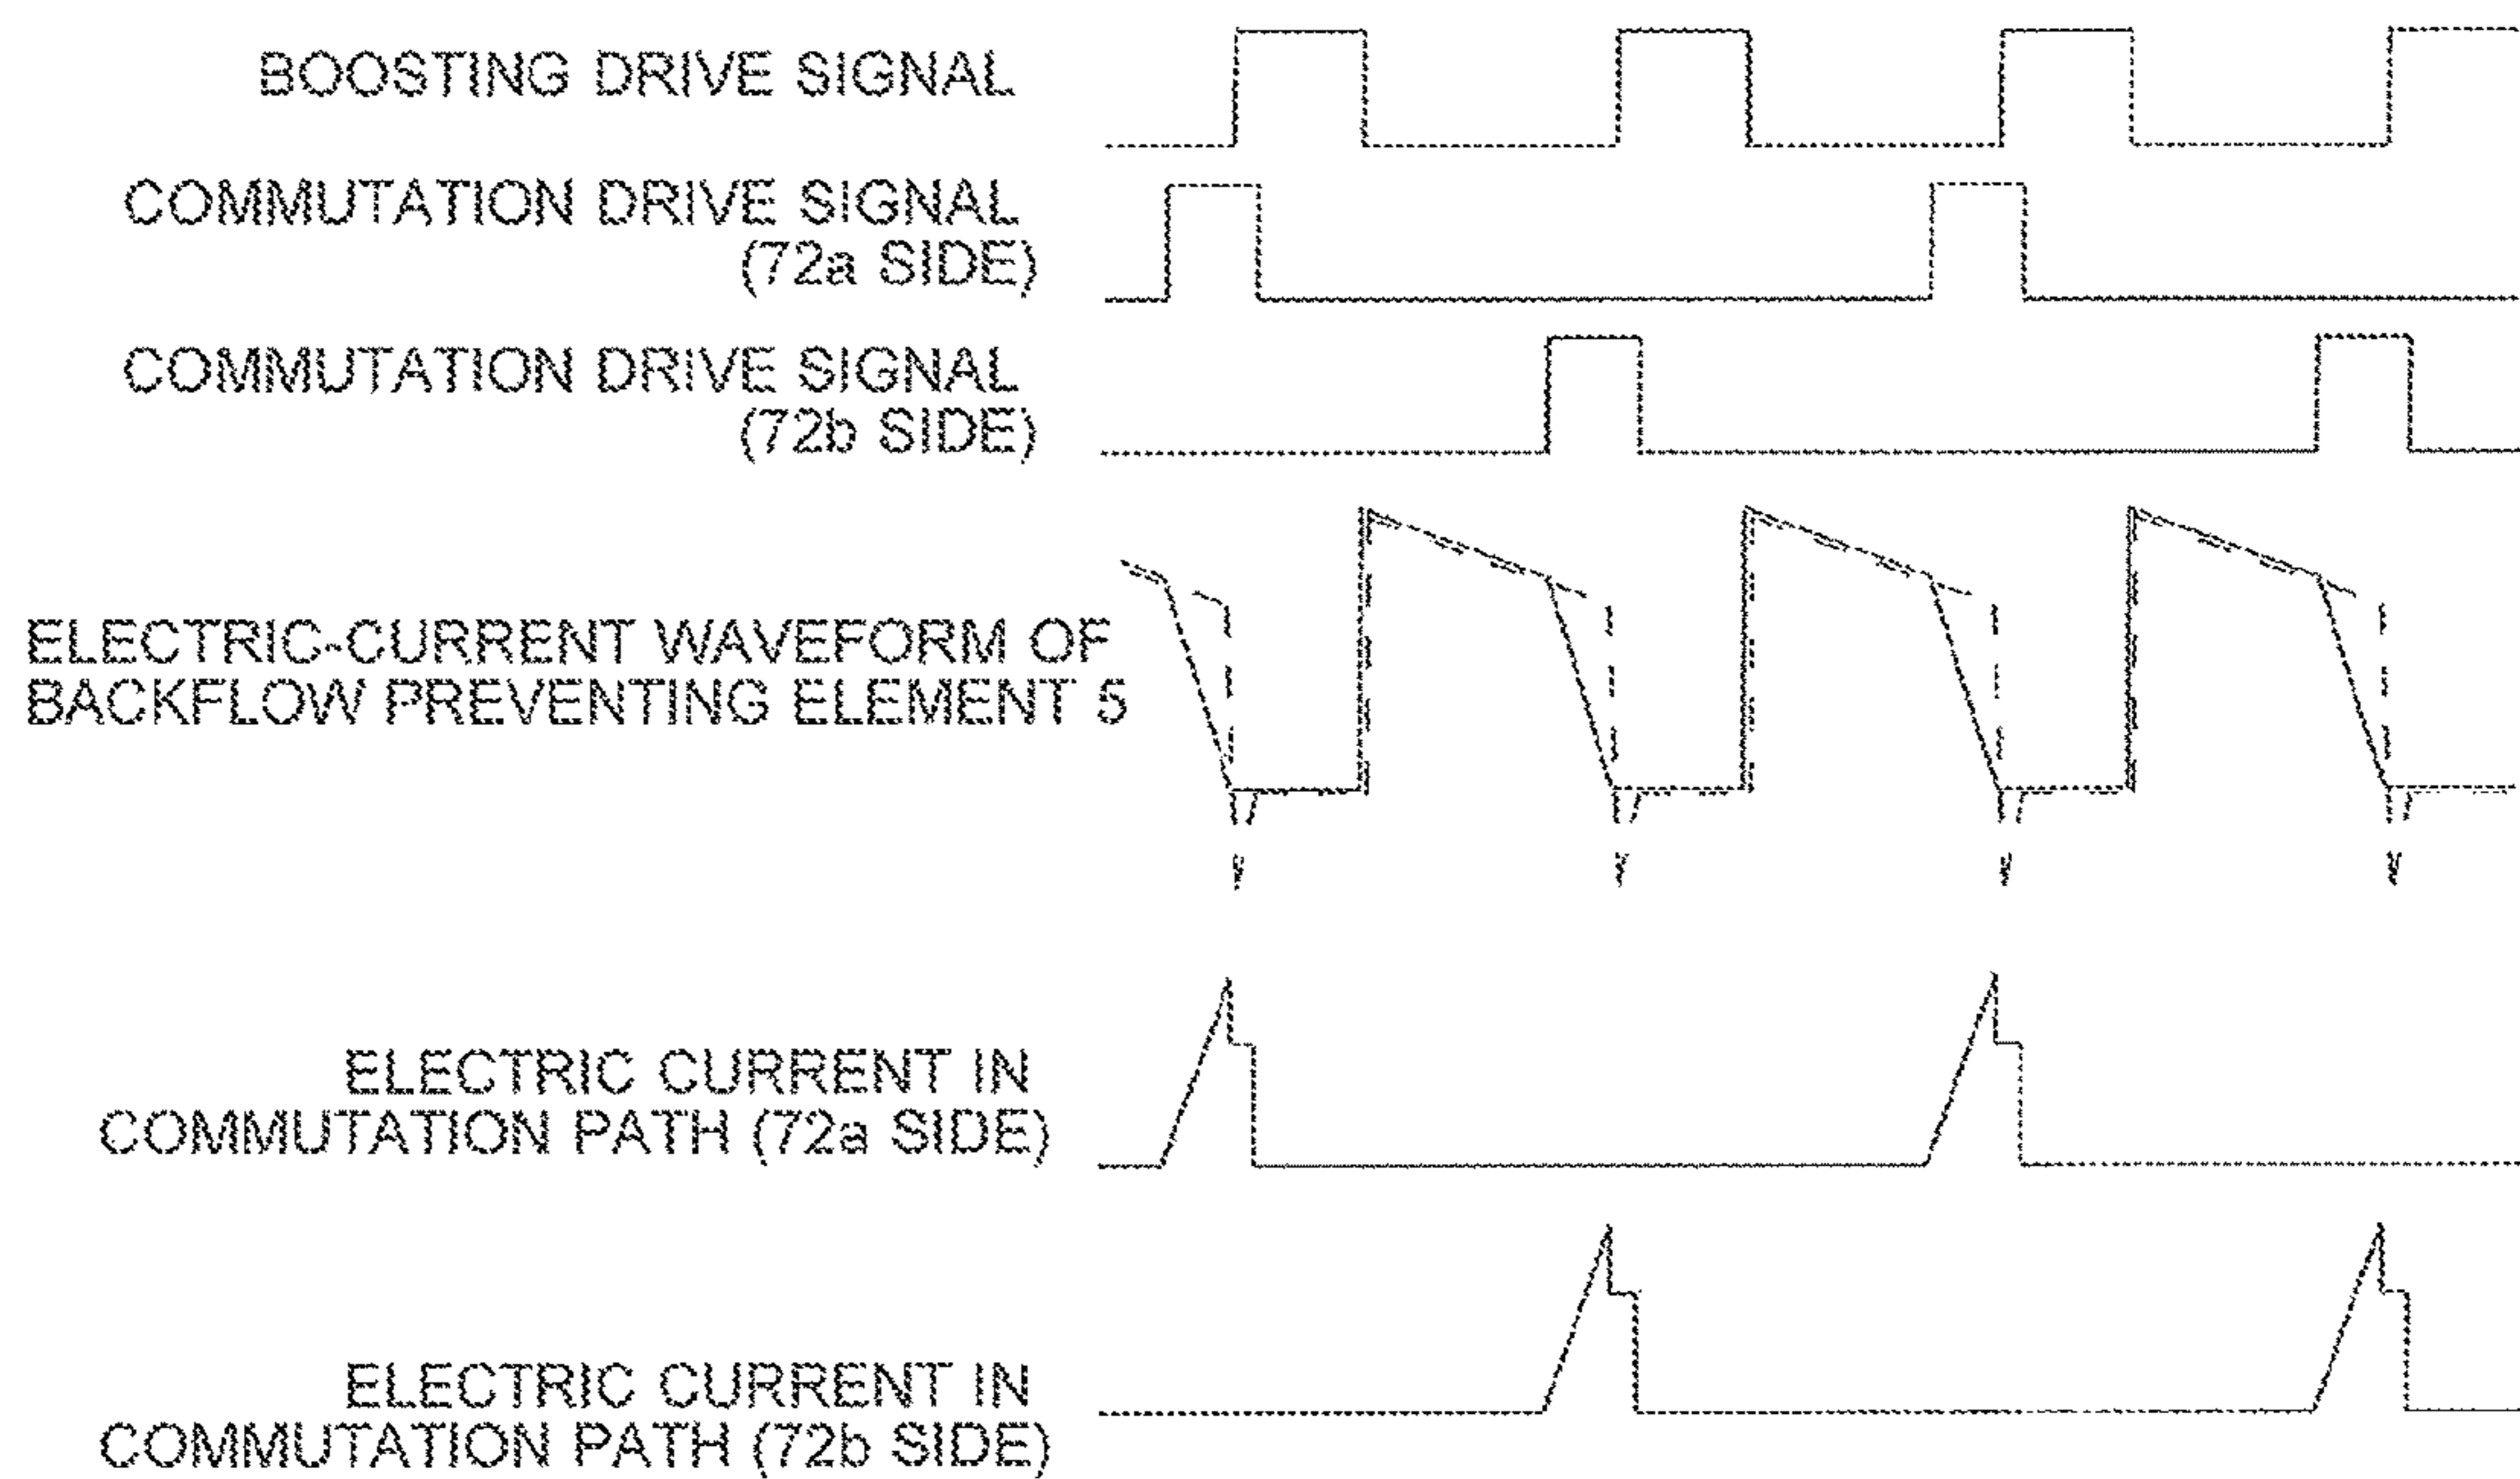 BOOSTING DRIVE SIGNAL
COMMUTATION DRIVE SIGNAL
(72a SIDE)
COMMUTATION DRIVE SIGNAL
(72b SIDE)
ELECTRIC-CURRENT WAVEFORM OF
BACKFLOW PREVENTING ELEMENT 5
ELECTRIC CURRENT IN
COMMUTATION PATH (72a SIDE)
ELECTRIC CURRENT IN
COMMUTATION PATH (72b SIDE)